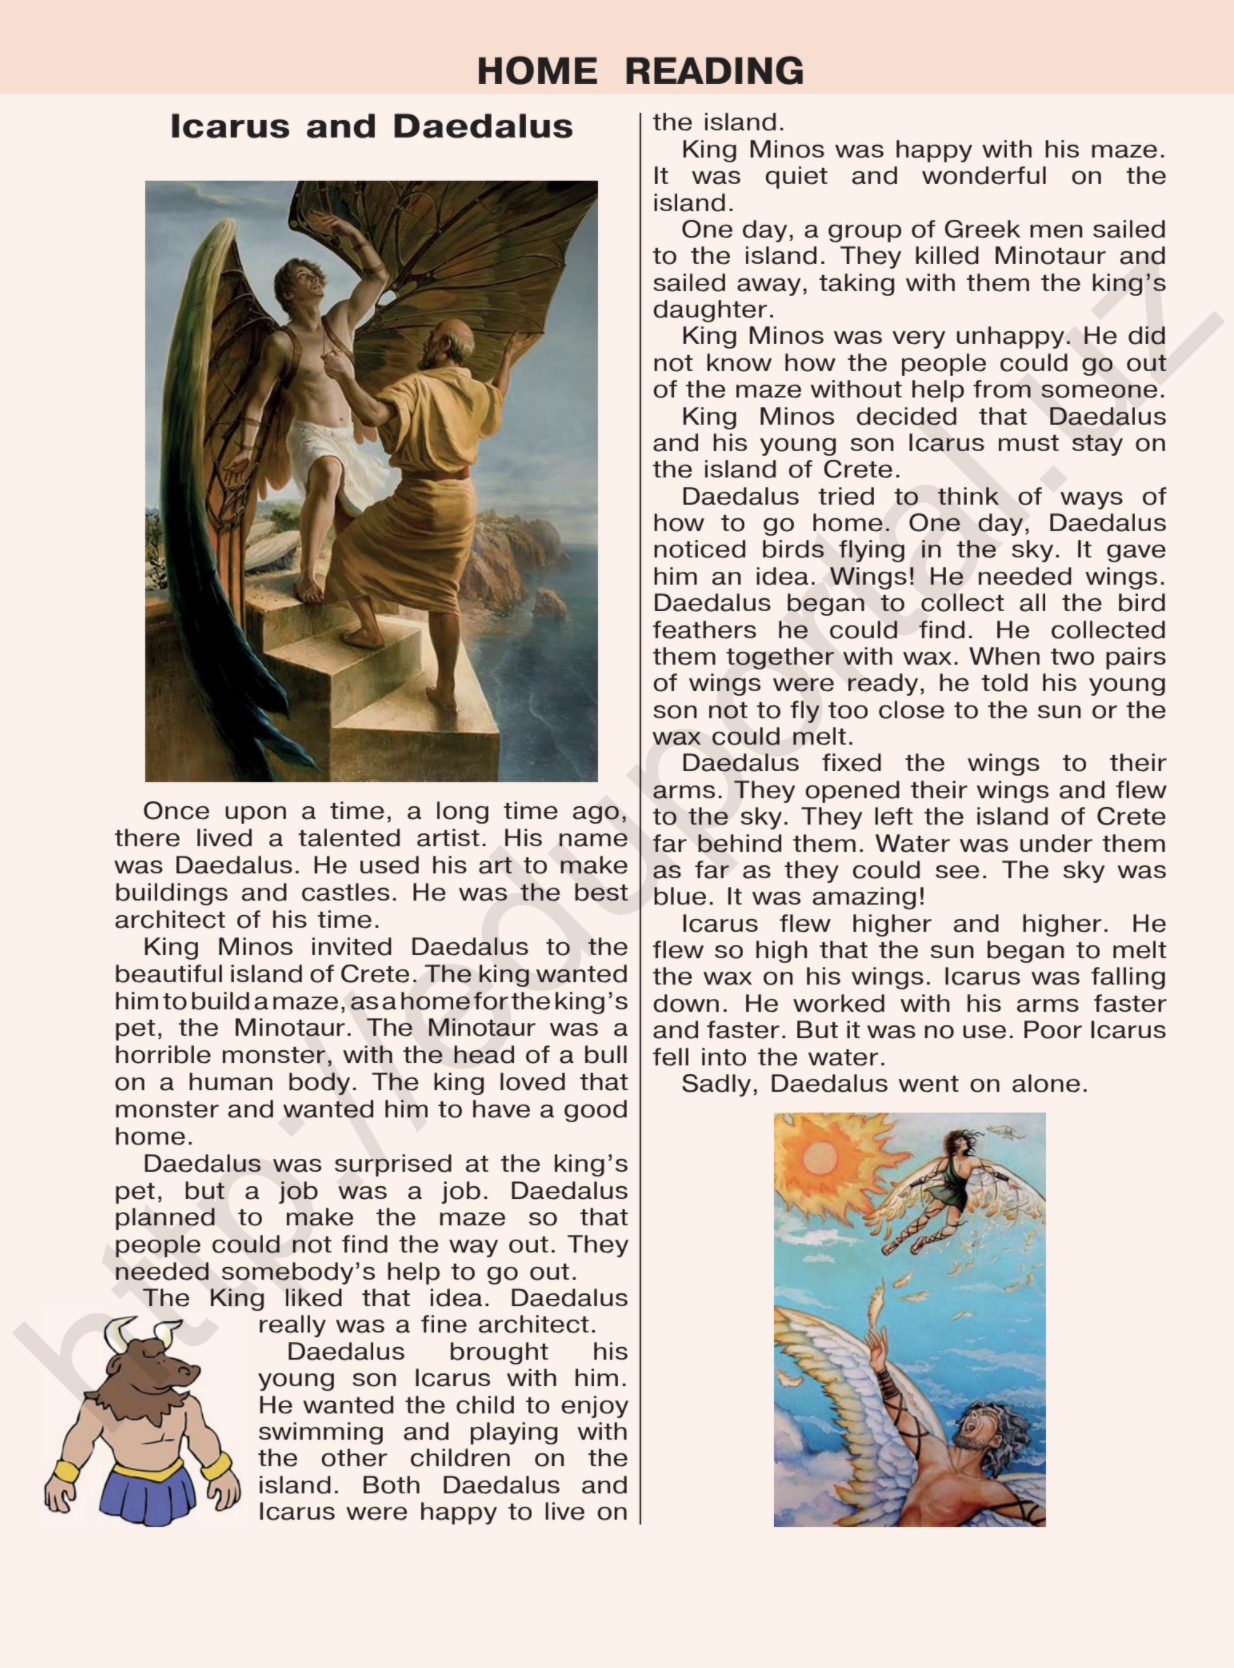 HOME READING
Icarus and Daedalus
Once upon a time, a long time ago,
there lived a talented artist. His name
was Daedalus. He used his art to make
buildings and castles. He was the best
architect of his time.
King Minos invited Daedalus to the
beautiful island of Crete. The king wanted
him to build a maze, as a home for the king's
pet, the Minotaur. The Minotaur was a
horrible monster, with the head of a bull
on a human body. The king loved that
monster and wanted him to have a good
home.
Daedalus was surprised at the king's
pet, but a job was a job. Daedalus
planned to make the maze so that
people could not find the way out. They
needed somebody's help to go out.
The King liked that idea. Daedalus
really was a fine architect.
Daedalus brought his
young son Icarus with him.
He wanted the child to enjoy
swimming and playing with
the other children on the
island. Both Daedalus and
Icarus were happy to live on
the island.
King Minos was happy with his maze.
It was quiet and wonderful on the
island.
One day, a group of Greek men sailed
to the island. They killed Minotaur and
sailed away, taking with them the king's
daughter.
King Minos was very unhappy. He did
not know how the people could go out
of the maze without help from someone.
King Minos decided that Daedalus
and his young son Icarus must stay on
the island of Crete.
Daedalus tried to think of ways of
how to go home. One day, Daedalus
noticed birds flying in the sky. It gave
him an idea. Wings! He needed wings.
Daedalus began to collect all the bird
feathers he could find. He collected
them together with wax. When two pairs
of wings were ready, he told his young
son not to fly too close to the sun or the
wax could melt.
Daedalus fixed the wings to their
arms. They opened their wings and flew
to the sky. They left the island of Crete
far behind them. Water was under them
as far as they could see. The sky was
blue. It was amazing!
Icarus flew higher and higher. He
flew so high that the sun began to melt
the wax on his wings. Icarus was falling
down. He worked with his arms faster
and faster. But it was no use. Poor Icarus
fell into the water.
Sadly, Daedalus went on alone.
http://eduportal.uz